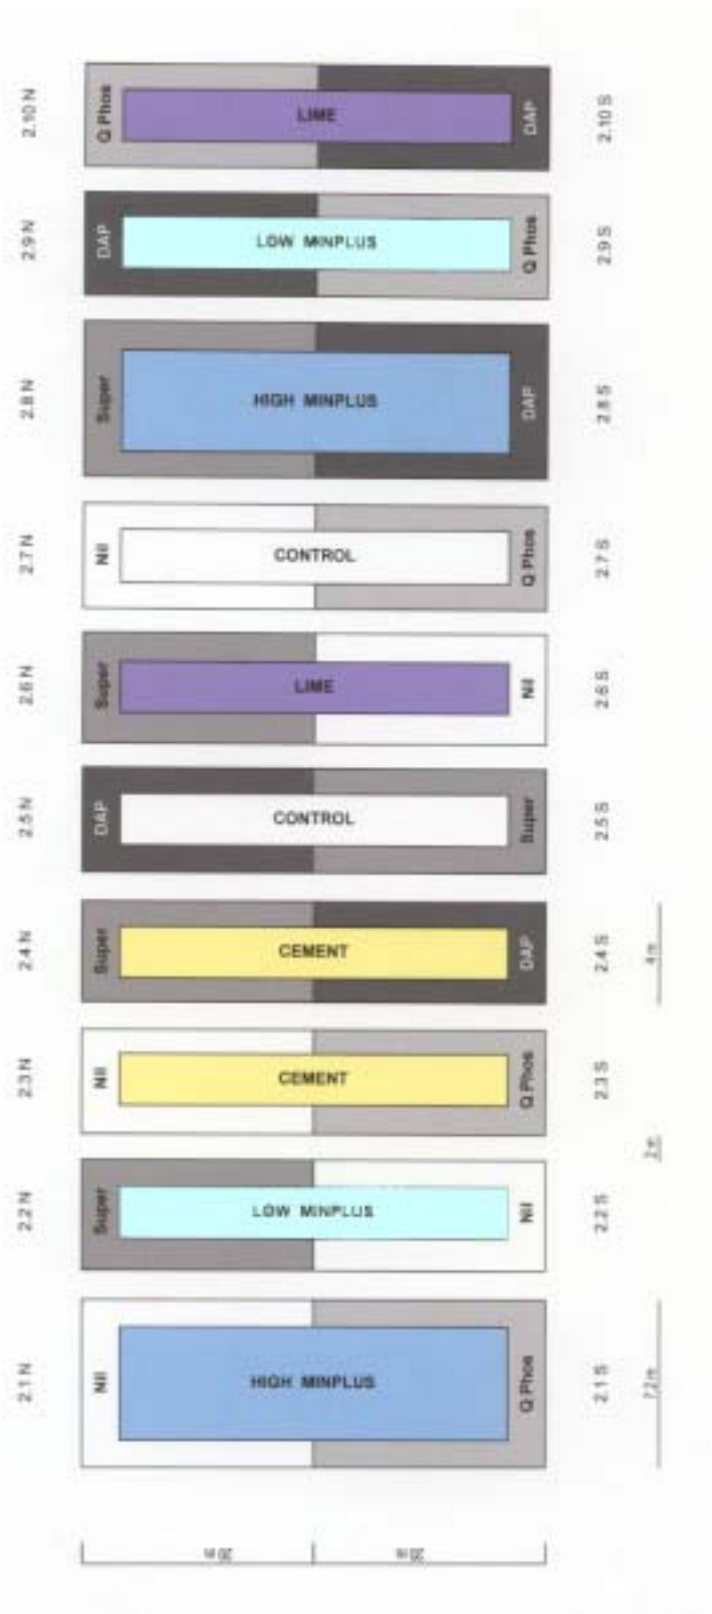 2.10 N
Q Phos
LIME
DAP
2.10 S
2.9 N
DAP
LOW MINPLUS
Q Phos
2.9 S
2.8 N
Super
HIGH MINPLUS
DAP
2.8 S
2.7 N
Nil
CONTROL
Q Phos
2.7 S
2.6 N
Super
LIME
Nil
2.6 S
2.5 N
DAP
CONTROL
Super
2.5 S
2.4 N
Super
CEMENT
DAP
2.4 S
4 m
2.3 N
Nil
CEMENT
Q Phos
2.3 S
2 m
2.2 N
Super
LOW MINPLUS
Nil
2.2 S
2.1 N
Nil
HIGH MINPLUS
Q Phos
2.1 S
7.2 m
20 m
20 m